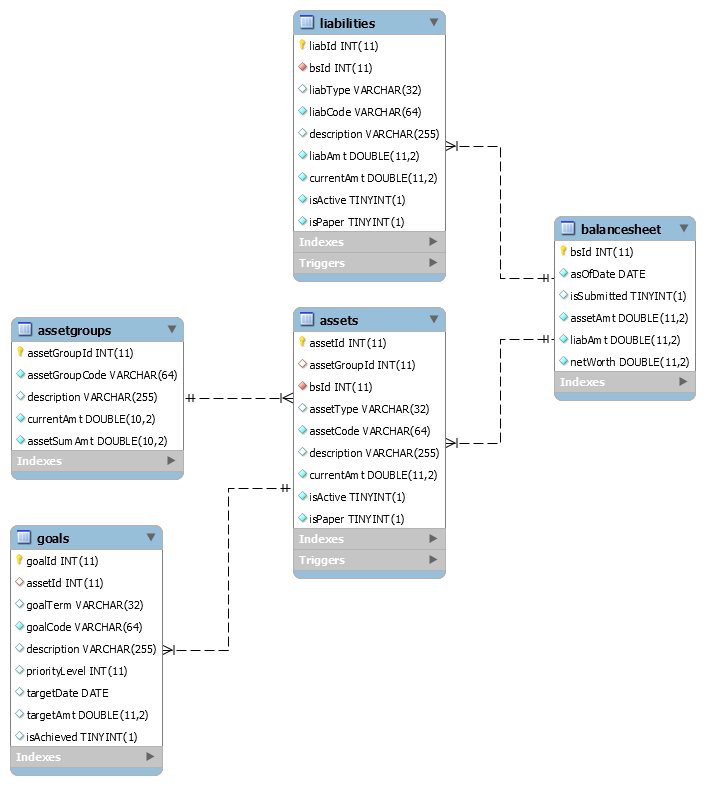 liabilities
liabId INT(11)
bsId INT(11)
liabType VARCHAR(32)
liabCode VARCHAR(64)
description VARCHAR(255)
liabAmt DOUBLE(11,2)
currentAmt DOUBLE(11,2)
isActive TINYINT(1)
isPaper TINYINT(1)
Indexes
Triggers
balancesheet
bsId INT(11)
asOfDate DATE
isSubmitted TINYINT(1)
assetAmt DOUBLE(11,2)
liabAmt DOUBLE(11,2)
netWorth DOUBLE(11,2)
Indexes
assetgroups
assetGroupId INT(11)
assetGroupCode VARCHAR(64)
description VARCHAR(255)
currentAmt DOUBLE(10,2)
assetSumAmt DOUBLE(10,2)
Indexes
assets
assetId INT(11)
assetGroupId INT(11)
bsId INT(11)
assetType VARCHAR(32)
assetCode VARCHAR(64)
description VARCHAR(255)
currentAmt DOUBLE(11,2)
isActive TINYINT(1)
isPaper TINYINT(1)
Indexes
Triggers
goals
goalId INT(11)
assetId INT(11)
goalTerm VARCHAR(32)
goalCode VARCHAR(64)
description VARCHAR(255)
priorityLevel INT(11)
targetDate DATE
targetAmt DOUBLE(11,2)
isAchieved TINYINT(1)
Indexes